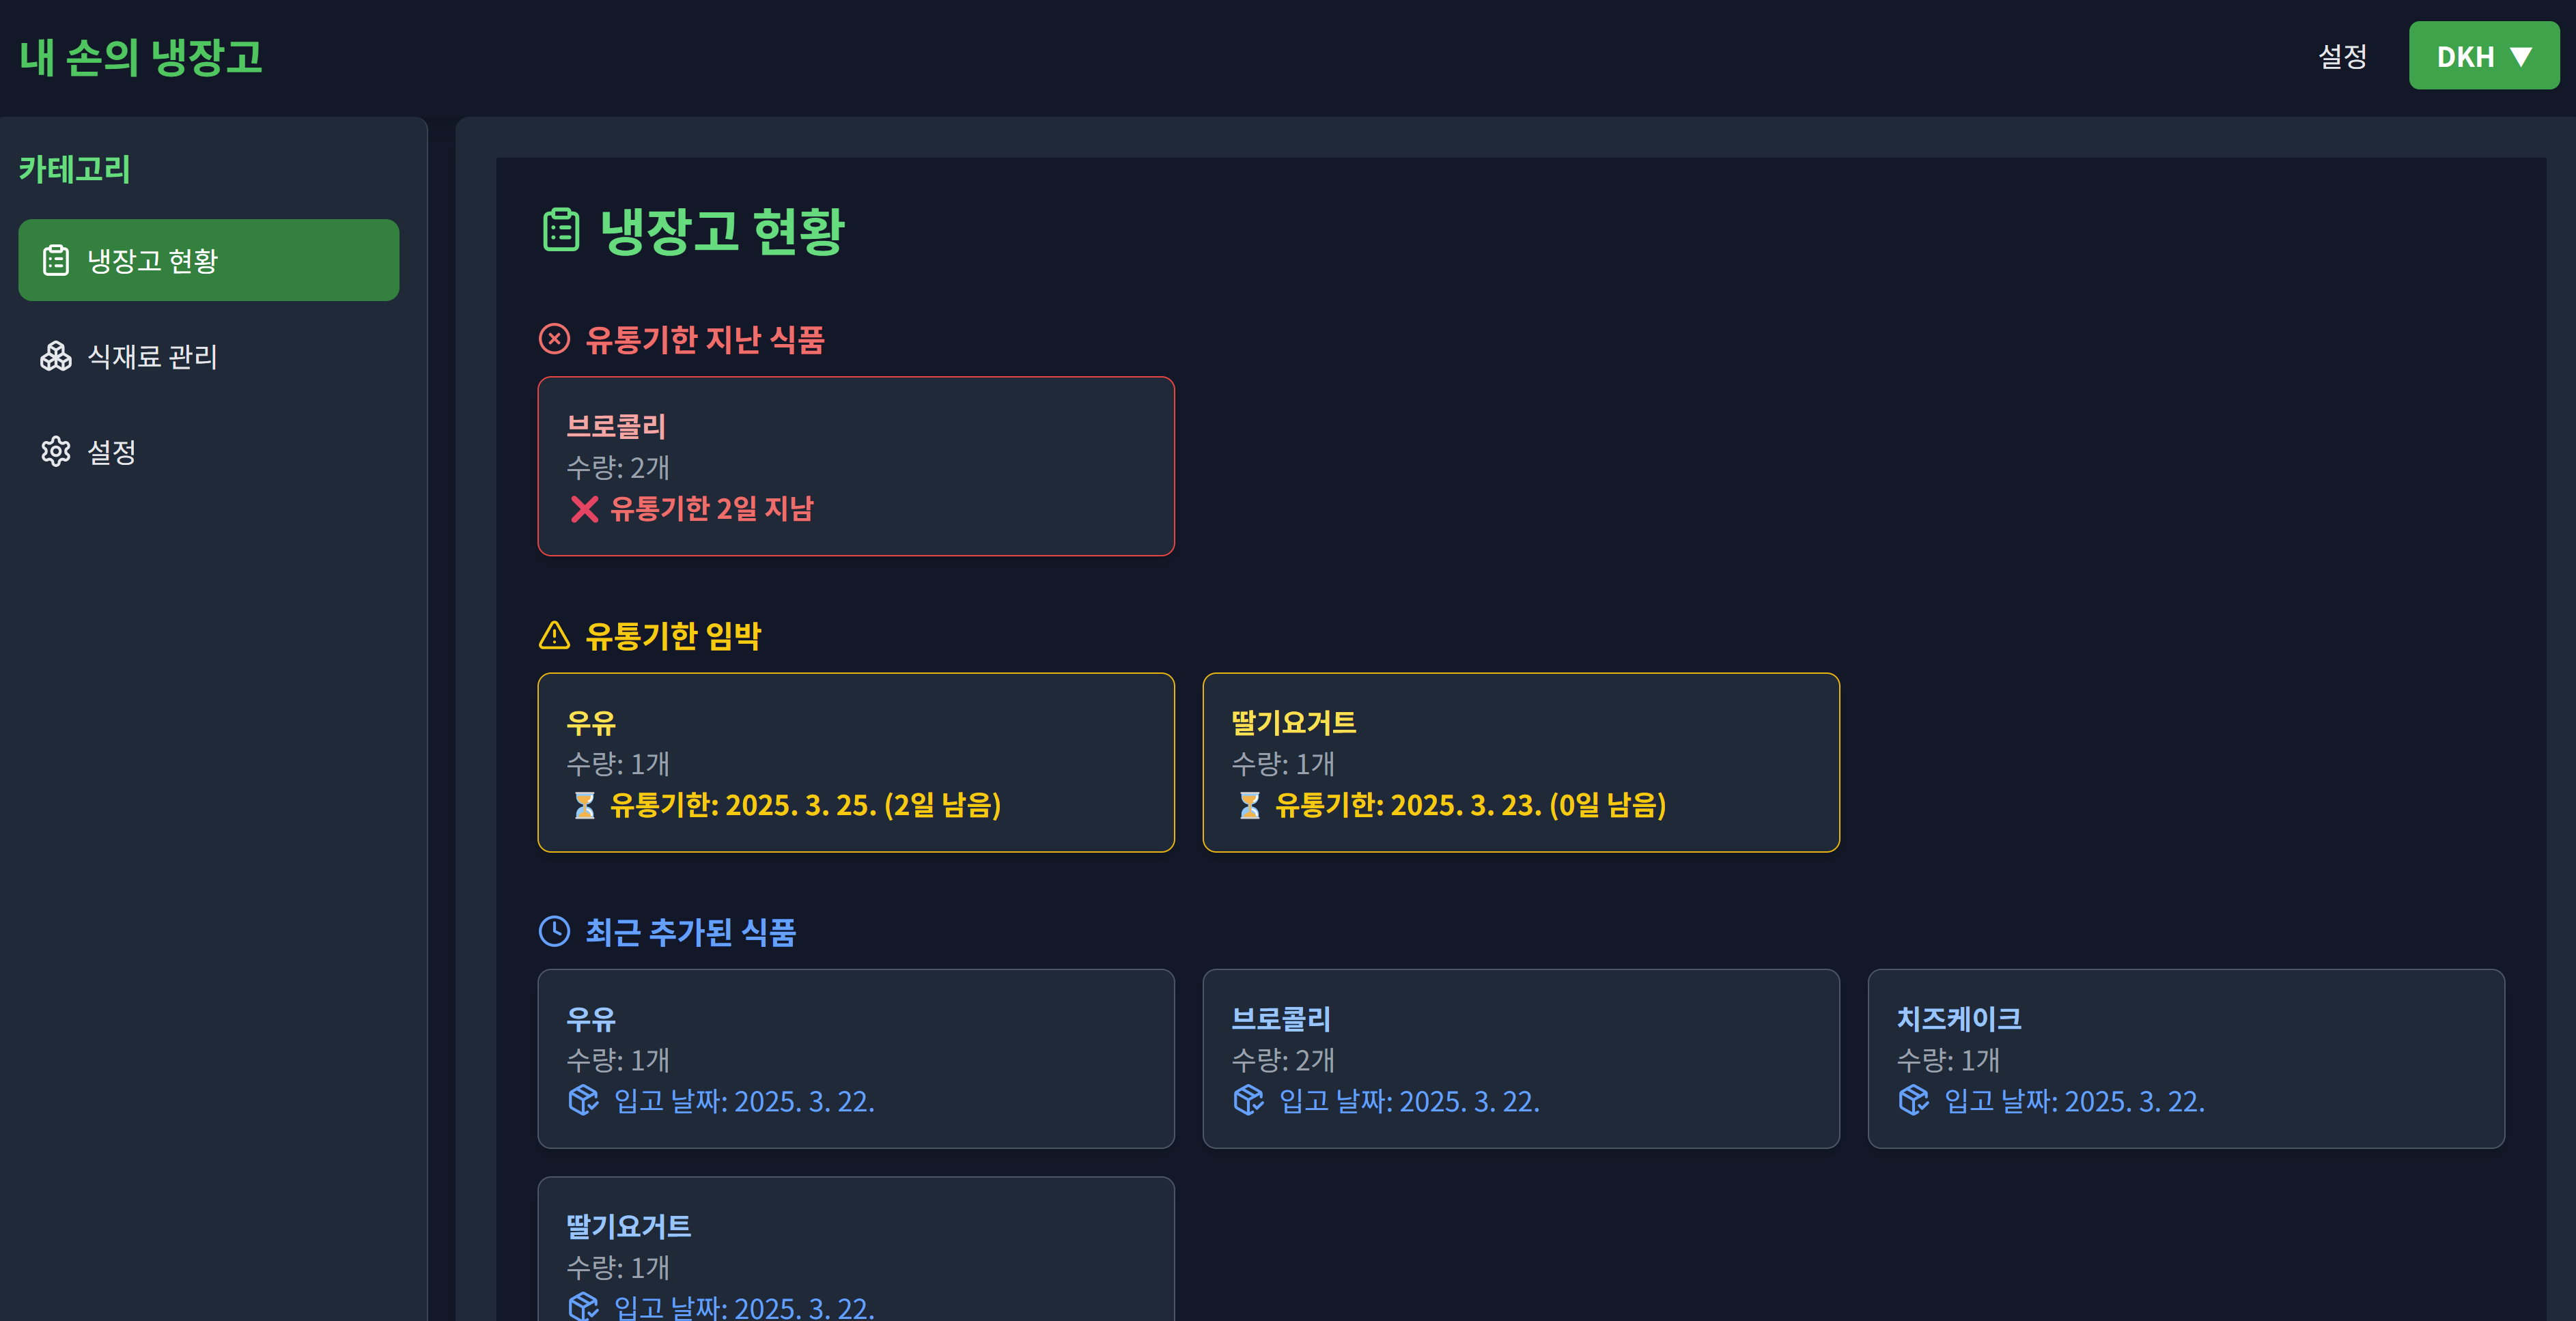 내 손의 냉장고
설정
DKH ▼
카테고리
냉장고 현황
식재료 관리
설정
냉장고 현황
유통기한 지난 식품
브로콜리
수량: 2개
❌ 유통기한 2일 지남
유통기한 임박
우유
수량: 1개
⏳ 유통기한: 2025. 3. 25. (2일 남음)
딸기요거트
수량: 1개
⏳ 유통기한: 2025. 3. 23. (0일 남음)
최근 추가된 식품
우유
수량: 1개
입고 날짜: 2025. 3. 22.
브로콜리
수량: 2개
입고 날짜: 2025. 3. 22.
치즈케이크
수량: 1개
입고 날짜: 2025. 3. 22.
딸기요거트
수량: 1개
입고 날짜: 2025. 3. 22.